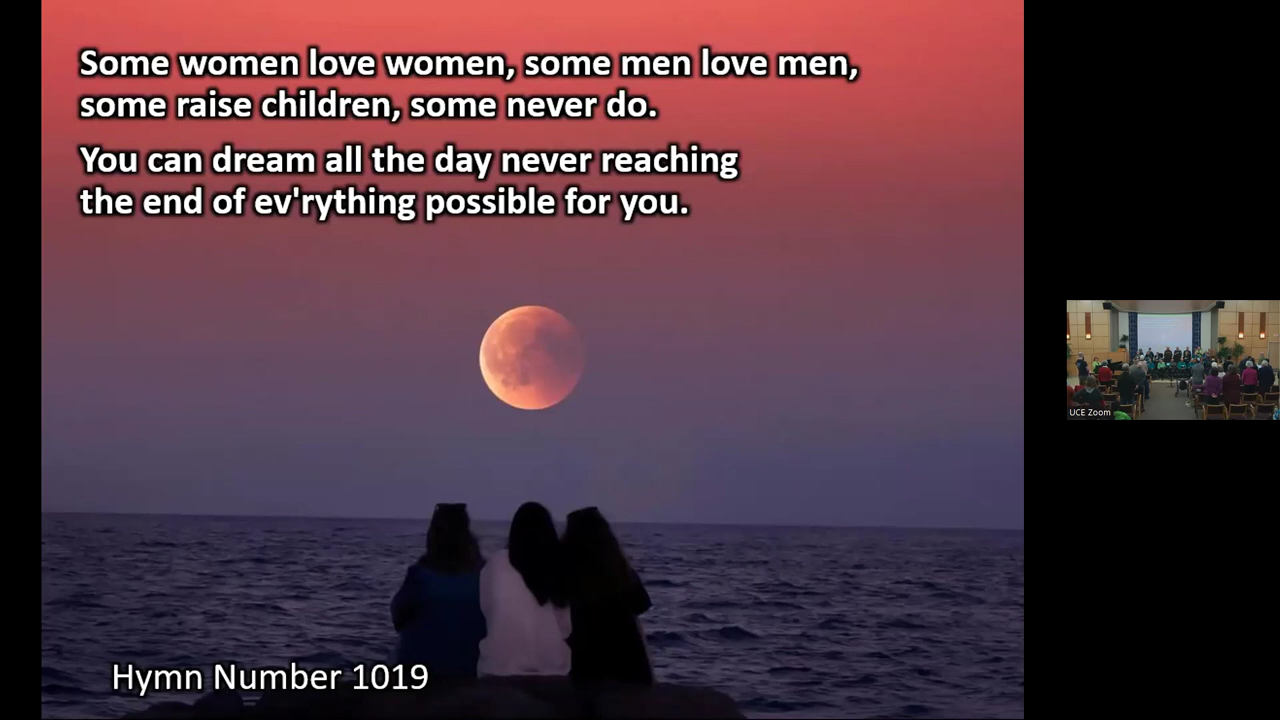 Some women love women, some men love men,
some raise children, some never do.
You can dream all the day never reaching
the end of ev'rything possible for you.
Hymn Number 1019
UCE Zoom